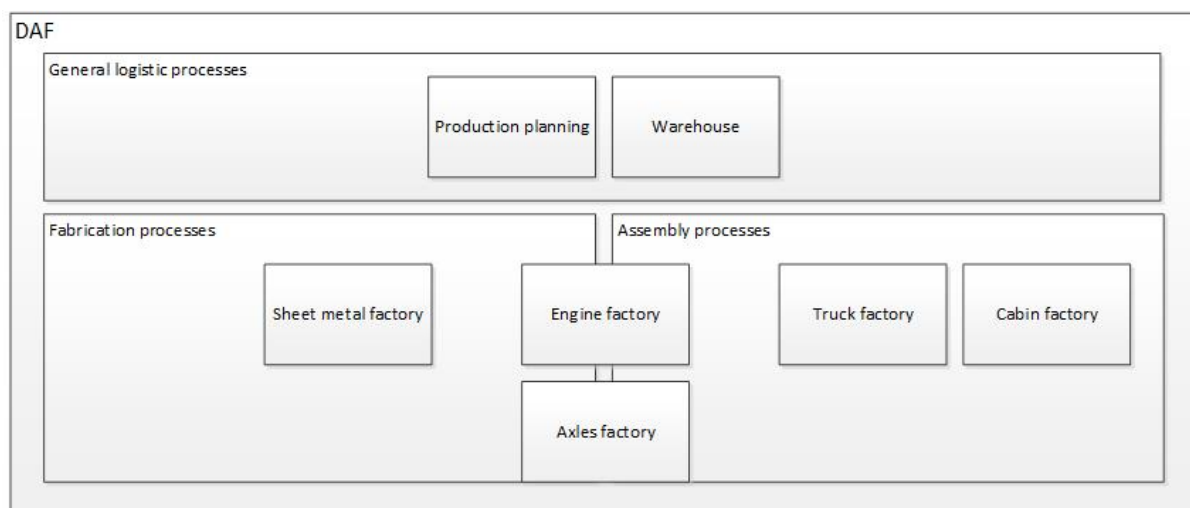 DAF
General logistic processes
Production planning
Warehouse
Fabrication processes
Assembly processes
Sheet metal factory
Engine factory
Truck factory
Cabin factory
Axles factory